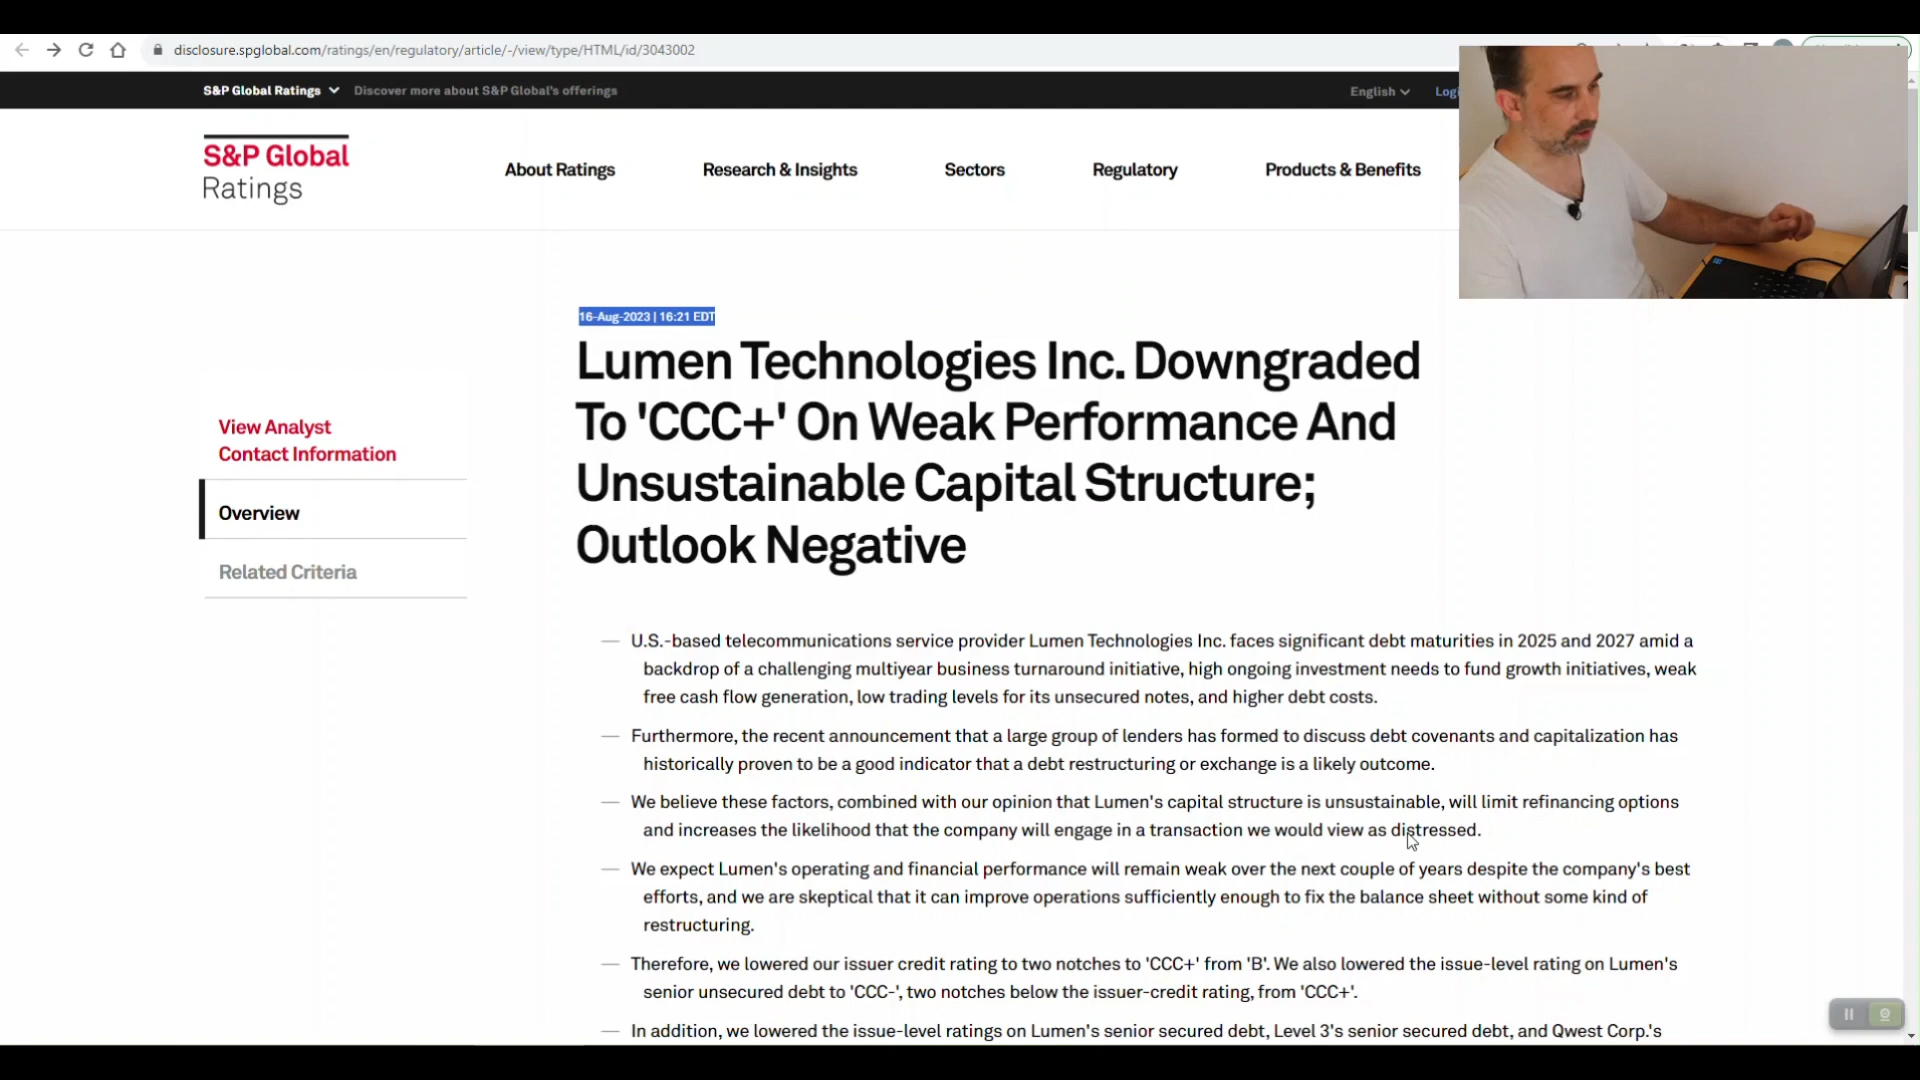 disclosure.spglobal.com/ratings/en/regulatory/article/-/view/type/HTML/id/3043002
S&P Global Ratings Discover more about S&P Global's offerings English
S&P Global
Ratings
About Ratings Research & Insights Sectors Regulatory Products & Benefits
16-Aug-2023 | 16:21 EDT
Lumen Technologies Inc. Downgraded
To 'CCC+' On Weak Performance And
Unsustainable Capital Structure;
Outlook Negative
View Analyst
Contact Information
Overview
Related Criteria
— U.S.-based telecommunications service provider Lumen Technologies Inc. faces significant debt maturities in 2025 and 2027 amid a
backdrop of a challenging multiyear business turnaround initiative, high ongoing investment needs to fund growth initiatives, weak
free cash flow generation, low trading levels for its unsecured notes, and higher debt costs.
— Furthermore, the recent announcement that a large group of lenders has formed to discuss debt covenants and capitalization has
historically proven to be a good indicator that a debt restructuring or exchange is a likely outcome.
— We believe these factors, combined with our opinion that Lumen's capital structure is unsustainable, will limit refinancing options
and increases the likelihood that the company will engage in a transaction we would view as distressed.
— We expect Lumen's operating and financial performance will remain weak over the next couple of years despite the company's best
efforts, and we are skeptical that it can improve operations sufficiently enough to fix the balance sheet without some kind of
restructuring.
— Therefore, we lowered our issuer credit rating to two notches to 'CCC+' from 'B'. We also lowered the issue-level rating on Lumen's
senior unsecured debt to 'CCC-', two notches below the issuer-credit rating, from 'CCC+'.
— In addition, we lowered the issue-level ratings on Lumen's senior secured debt, Level 3's senior secured debt, and Qwest Corp.'s